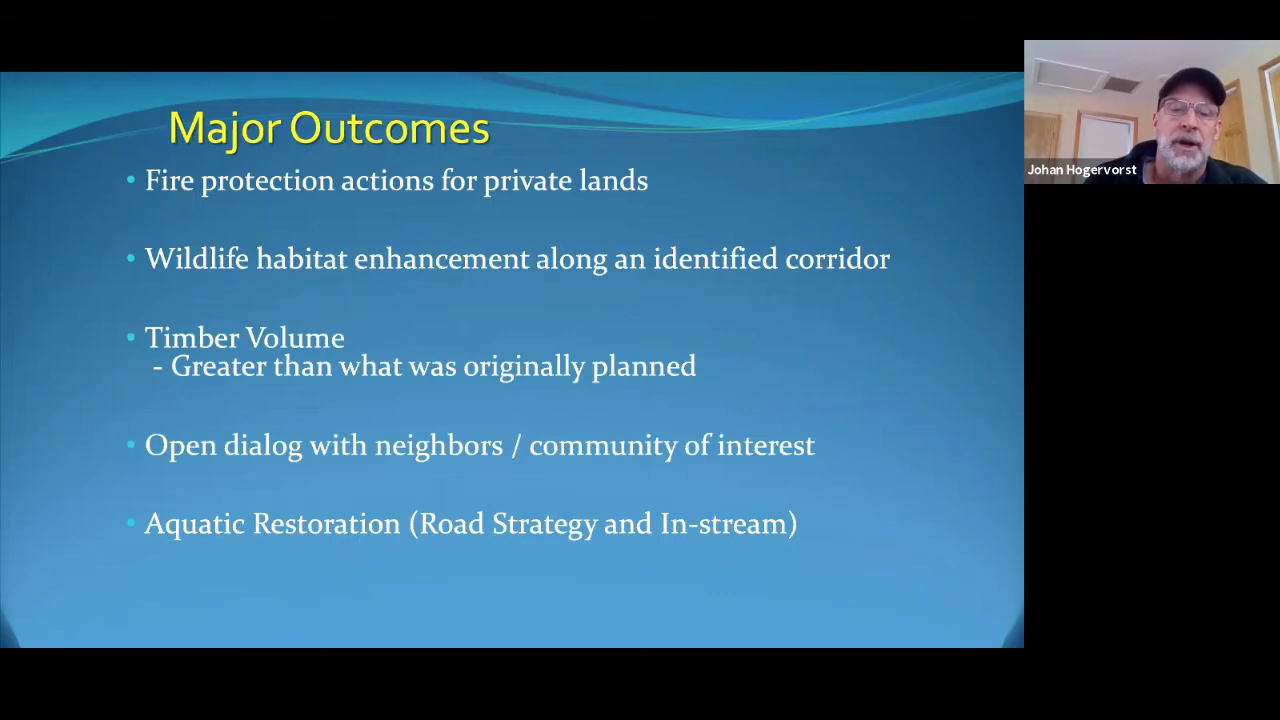 Major Outcomes
• Fire protection actions for private lands
• Wildlife habitat enhancement along an identified corridor
• Timber Volume
- Greater than what was originally planned
• Open dialog with neighbors / community of interest
• Aquatic Restoration (Road Strategy and In-stream)
Johan Hogervorst